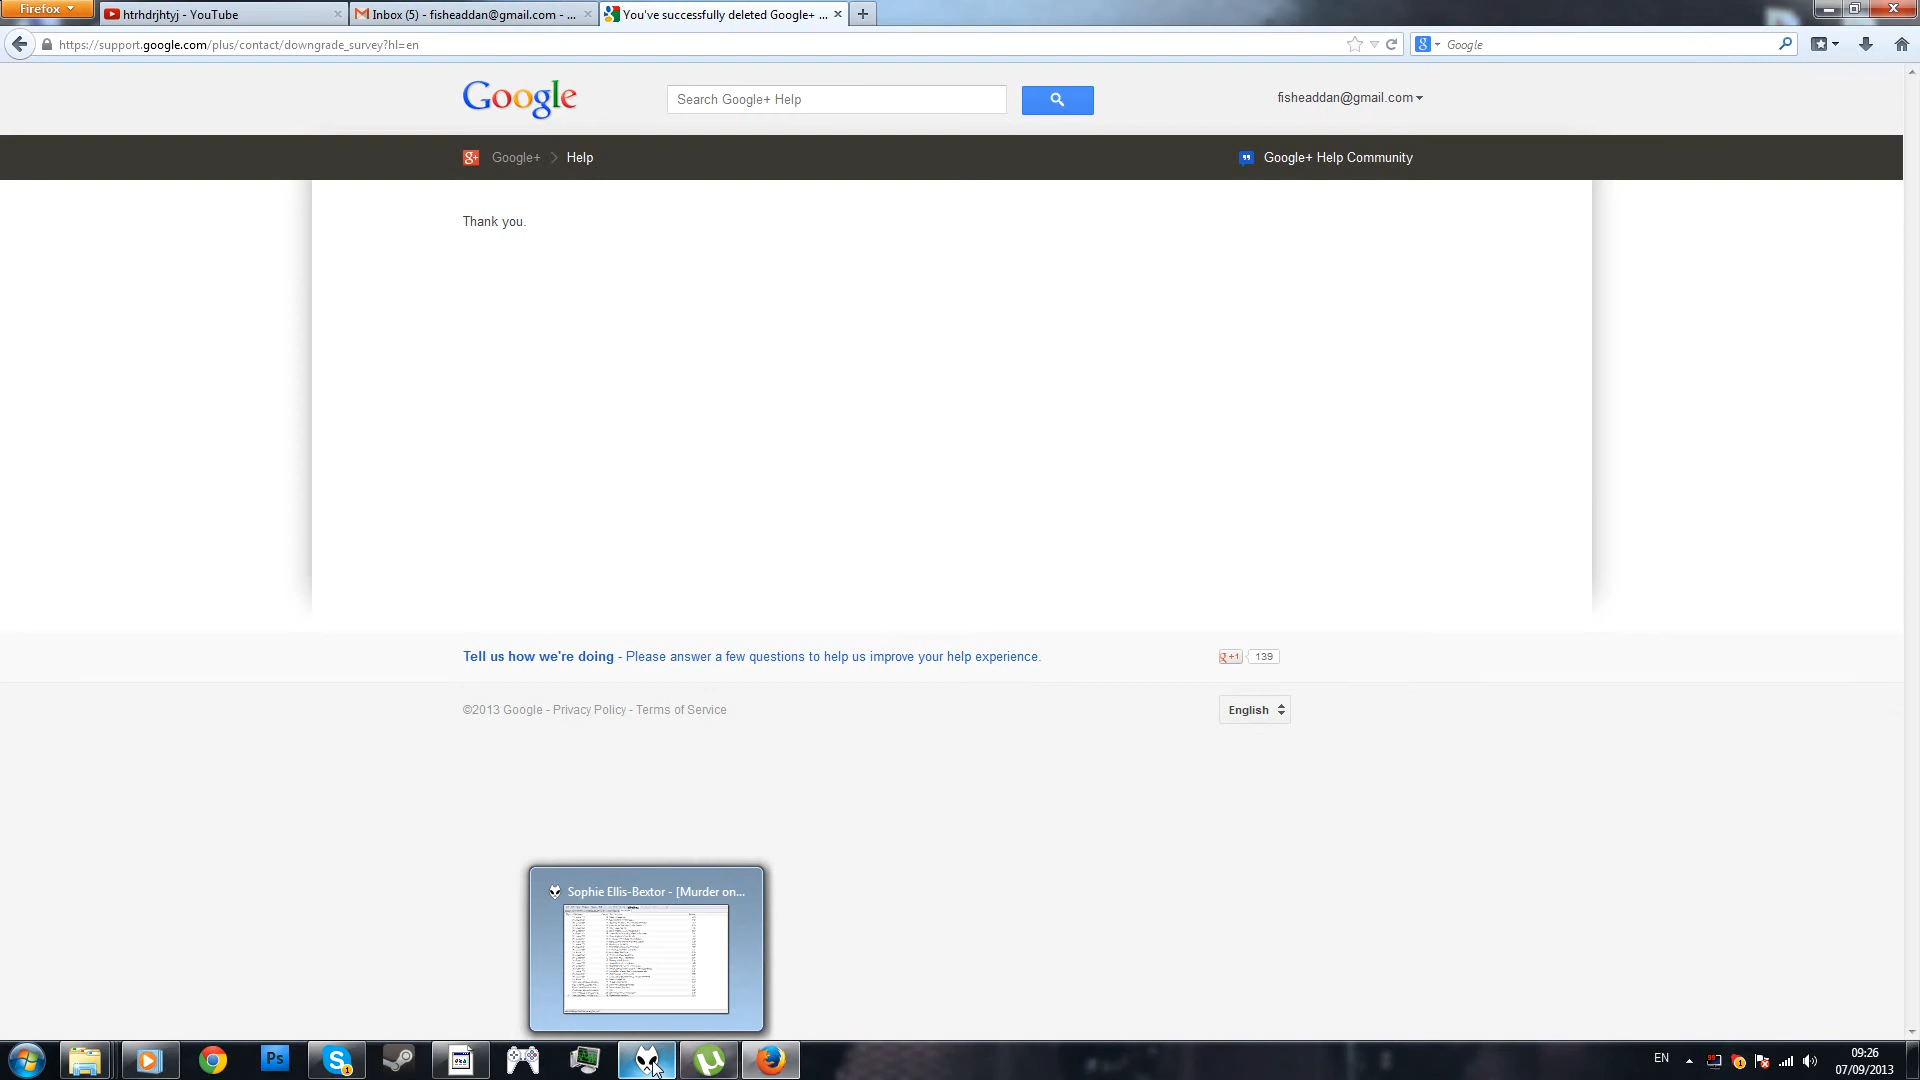 Firefox
htrhdrjhtyj - YouTube
Inbox (5) - fisheaddan@gmail.com - ...
You've successfully deleted Google+ ...
https://support.google.com/plus/contact/downgrade_survey?hl=en
Google
Google
Search Google+ Help
fisheaddan@gmail.com
Google+
Help
Google+ Help Community
Thank you.
Tell us how we're doing - Please answer a few questions to help us improve your help experience.
+1
139
©2013 Google - Privacy Policy - Terms of Service
English
Sophie Ellis-Bextor - [Murder on...
Ps
EN
09:26
07/09/2013